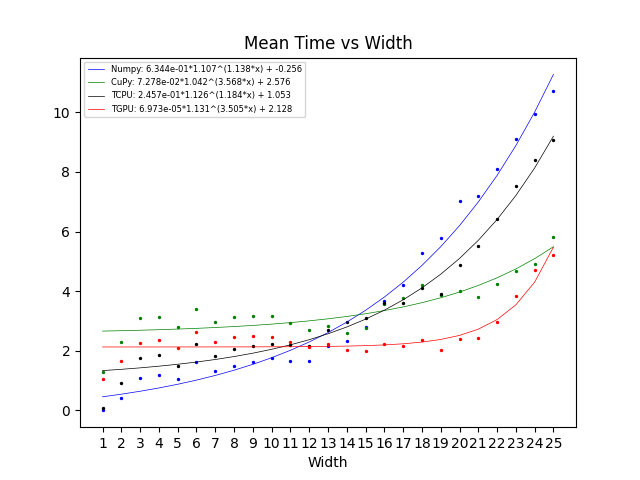 Mean Time vs Width
Numpy: 6.344e-01*1.107^(1.138*x) + -0.256
CuPy: 7.278e-02*1.042^(3.568*x) + 2.576
TCPU: 2.457e-01*1.126^(1.184*x) + 1.053
TGPU: 6.973e-05*1.131^(3.505*x) + 2.128
10
8
6
4
2
0
1 2 3 4 5 6 7 8 9 10 11 12 13 14 15 16 17 18 19 20 21 22 23 24 25
Width